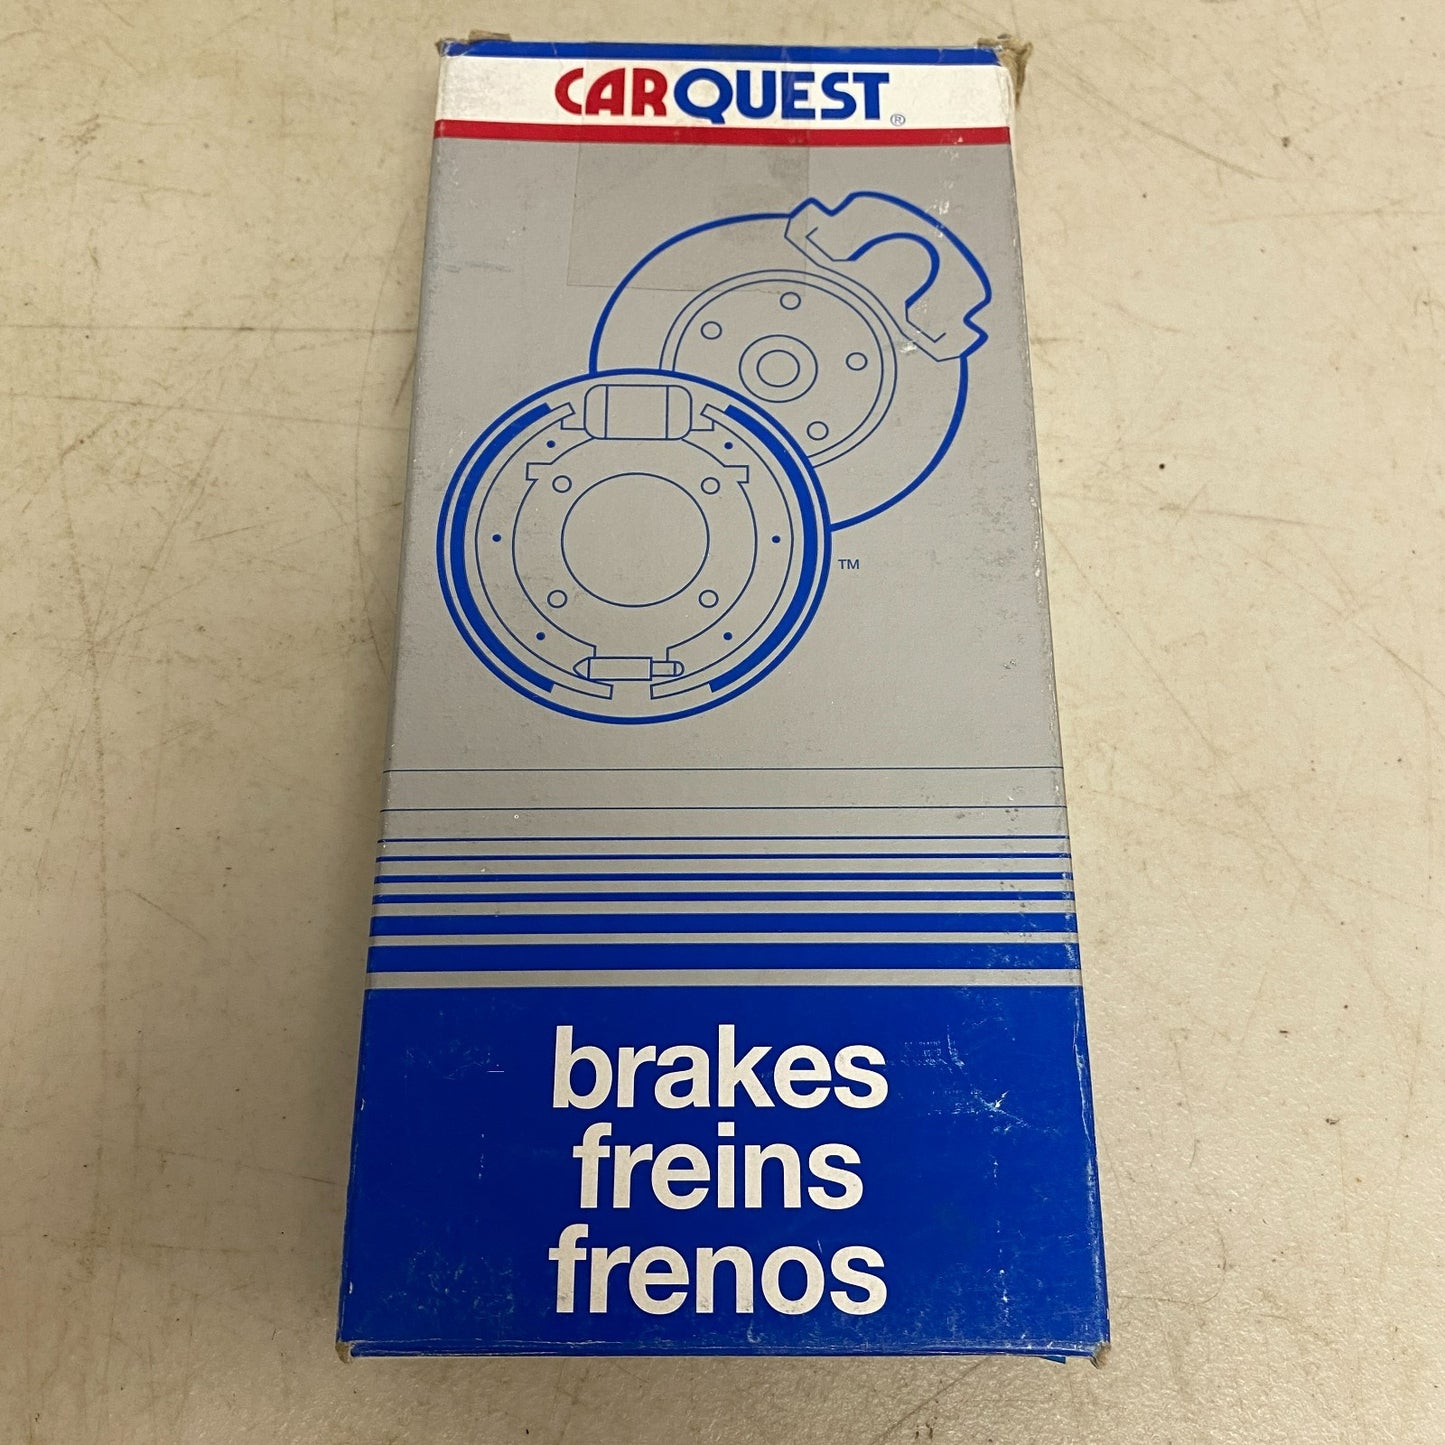 CARQUEST®
TM
brakes
freins
frenos